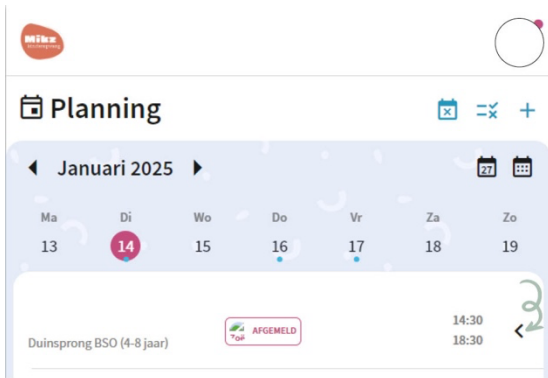 Mikz
Planning
Januari 2025
27
Ma Di Wo Do Vr Za Zo
13 14 15 16 17 18 19
AFGEMELD
14:30
Duinsprong BSO (4-8 jaar)
18:30